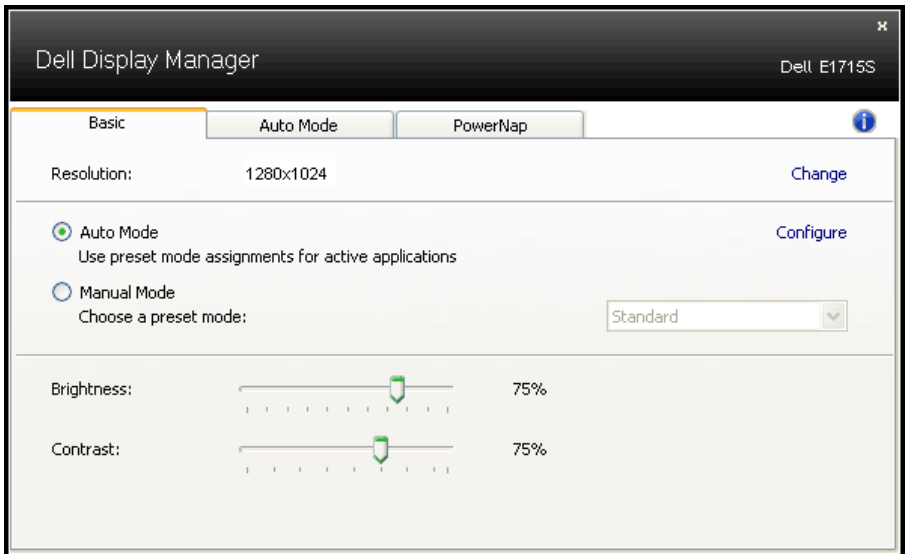 x
Dell Display Manager
Dell E1715S
Basic
Auto Mode
PowerNap
i
Resolution:
1280x1024
Change
Auto Mode
Configure
Use preset mode assignments for active applications
Manual Mode
Choose a preset mode:
Standard
Brightness:
75%
Contrast:
75%